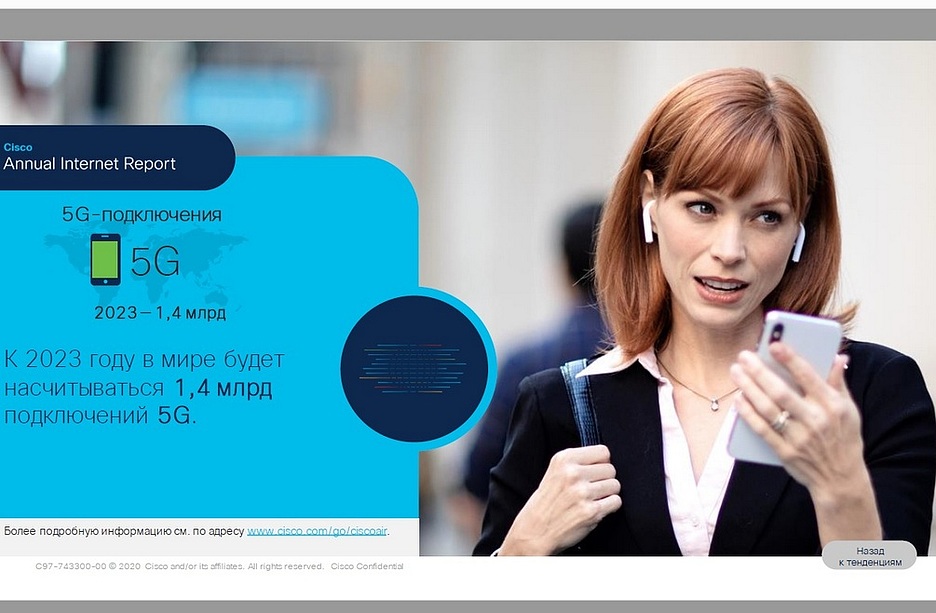 Cisco
Annual Internet Report
5G-подключения
5G
2023 – 1,4 млрд
К 2023 году в мире будет
насчитываться 1,4 млрд
подключений 5G.
Более подробную информацию см. по адресу www.cisco.com/go/ciscoair.
C97-743300-00 © 2020 Cisco and/or its affiliates. All rights reserved. Cisco Confidential
Назад
к тенденциям